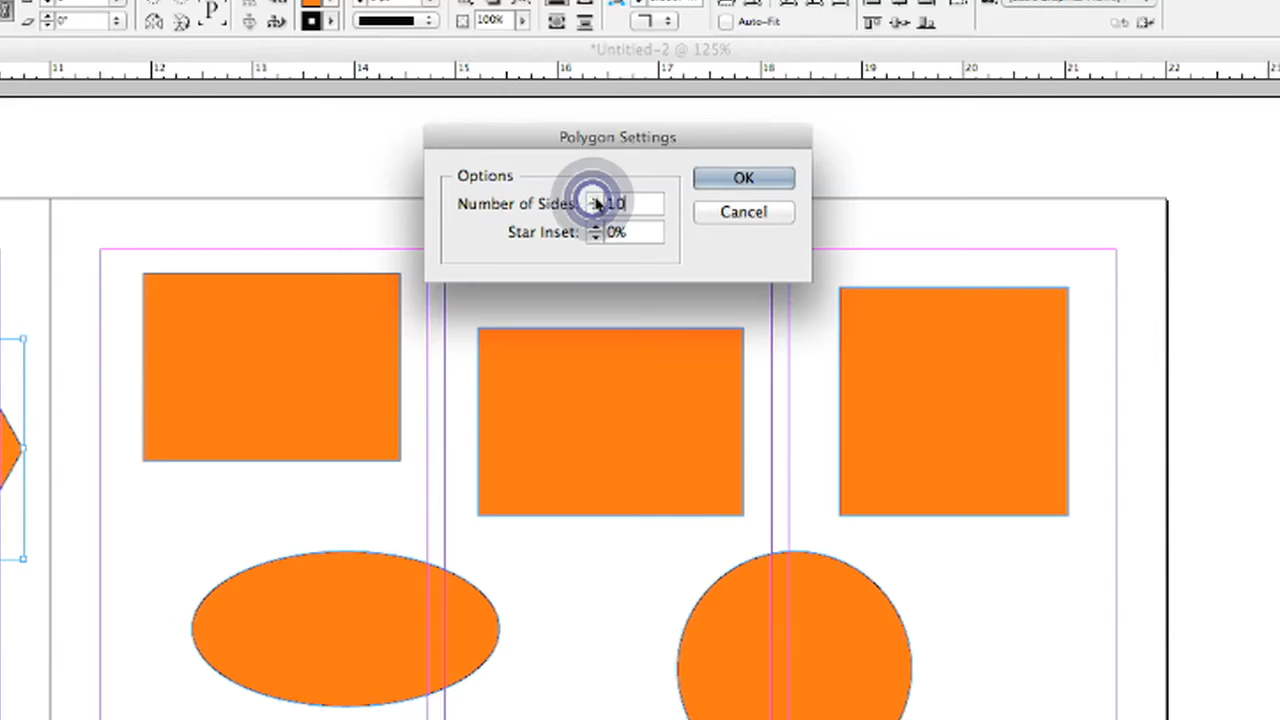 0°
P
100%
Auto-Fit
*Untitled-2 @ 125%
11 12 13 14 15 16 17 18 19 20 21 22
Polygon Settings
Options
OK
Number of Sides: 10
Cancel
Star Inset: 0%